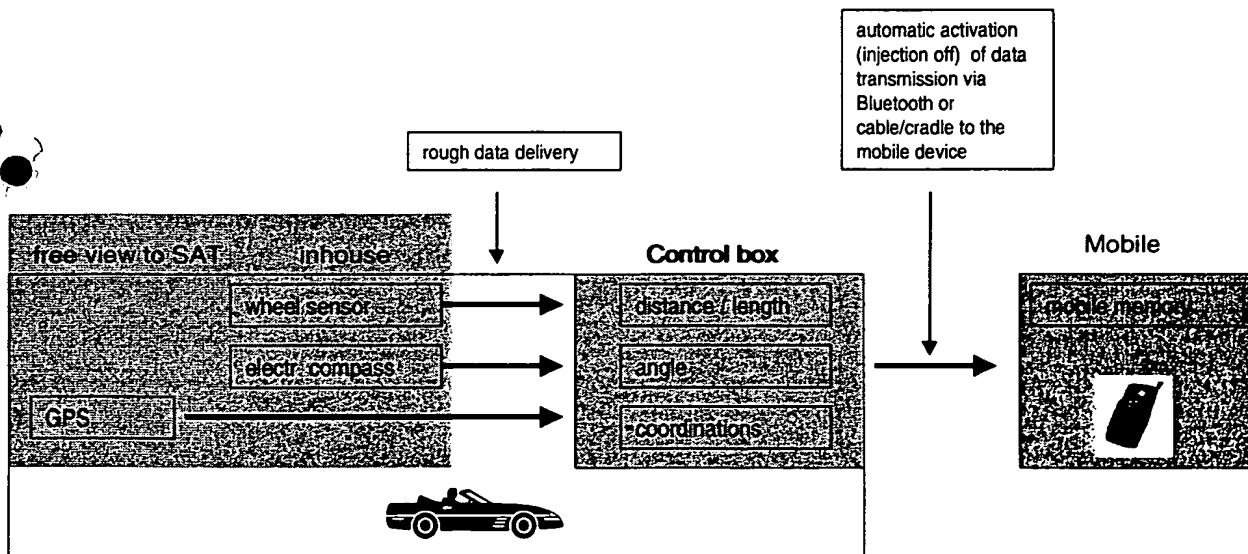 automatic activation
(injection off) of data
transmission via
Bluetooth or
cable/cradle to the
mobile device
rough data delivery
free view to SAT
inhouse
Control box
Mobile
wheel sensor
distance / length
mobile memory
electr. compass
angle
GPS
coordinations